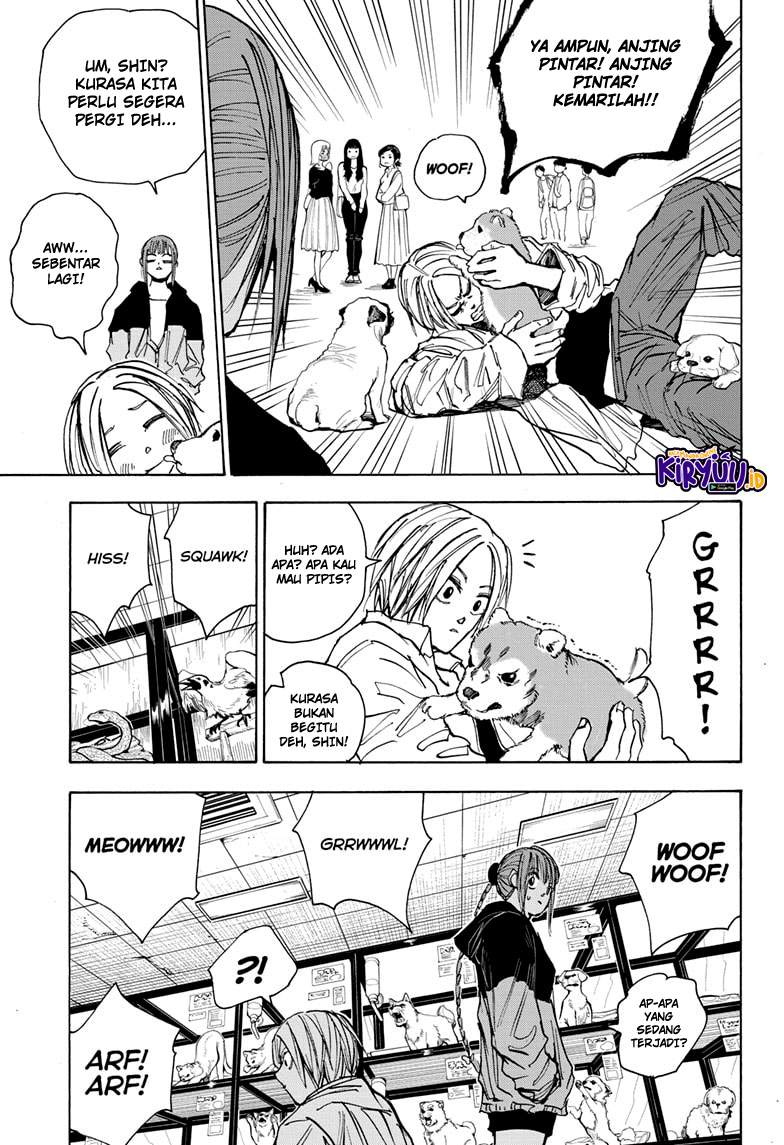 YA AMPUN, ANJING
PINTAR! ANJING
PINTAR!
KEMARILAH!!
WOOF!
UM, SHIN?
KURASA KITA
PERLU SEGERA
PERGI DEH...
AWW...
SEBENTAR
LAGI!
KIRYUU.ID
GRRRR!
HUH? ADA
APA? APA KAU
MAU PIPIS?
KURASA
BUKAN
BEGITU
DEH, SHIN!
SQUAWK!
HISS!
WOOF
WOOF!
GRRWWWL!
MEOWWW!
AP-APA
YANG
SEDANG
TERJADI?
?!
ARF!
ARF!